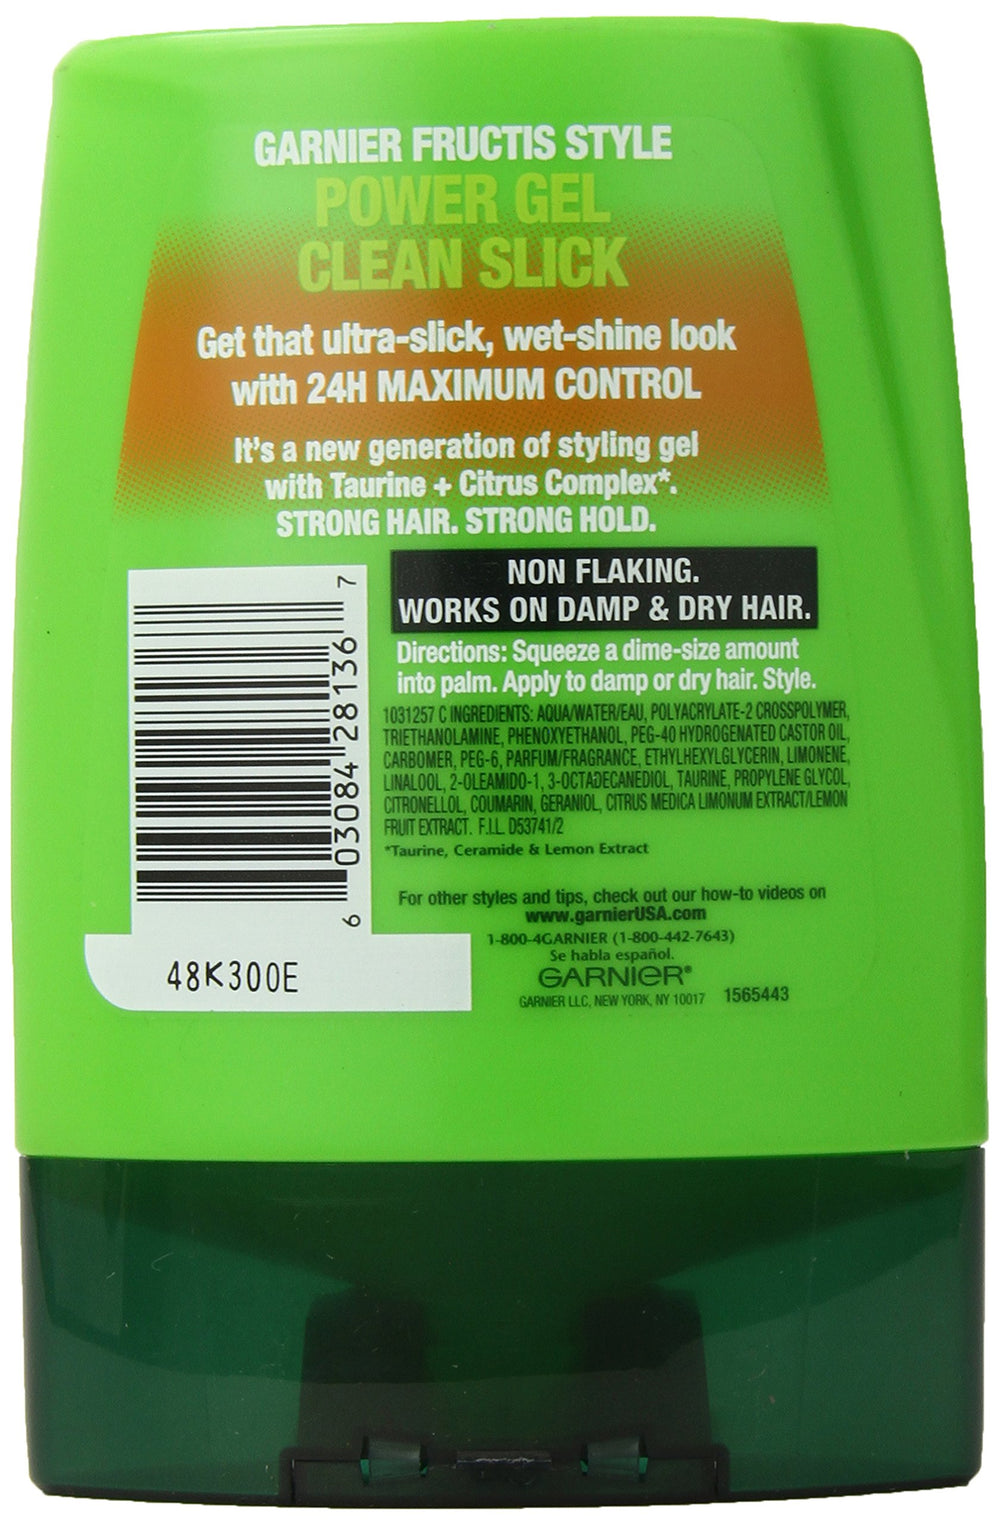 GARNIER FRUCTIS STYLE
POWER GEL
CLEAN SLICK
Get that ultra-slick, wet-shine look
with 24H MAXIMUM CONTROL
It's a new generation of styling gel
with Taurine + Citrus Complex*.
STRONG HAIR. STRONG HOLD.
NON FLAKING.
WORKS ON DAMP & DRY HAIR.
Directions: Squeeze a dime-size amount
into palm. Apply to damp or dry hair. Style.
1031257 C INGREDIENTS: AQUA/WATER/EAU, POLYACRYLATE-2 CROSSPOLYMER,
TRIETHANOLAMINE, PHENOXYETHANOL, PEG-40 HYDROGENATED CASTOR OIL,
CARBOMER, PEG-6, PARFUM/FRAGRANCE, ETHYLHEXYLGLYCERIN, LIMONENE,
LINALOOL, 2-OLEAMIDO-1, 3-OCTADECANEDIOL, TAURINE, PROPYLENE GLYCOL,
CITRONELLOL, COUMARIN, GERANIOL, CITRUS MEDICA LIMONUM EXTRACT/LEMON
FRUIT EXTRACT. F.I.L. D53741/2
*Taurine, Ceramide & Lemon Extract
6 03084 28136 7
48K300E
For other styles and tips, check out our how-to videos on
www.garnierUSA.com
1-800-4GARNIER (1-800-442-7643)
Se habla español.
GARNIER®
GARNIER LLC, NEW YORK, NY 10017 1565443